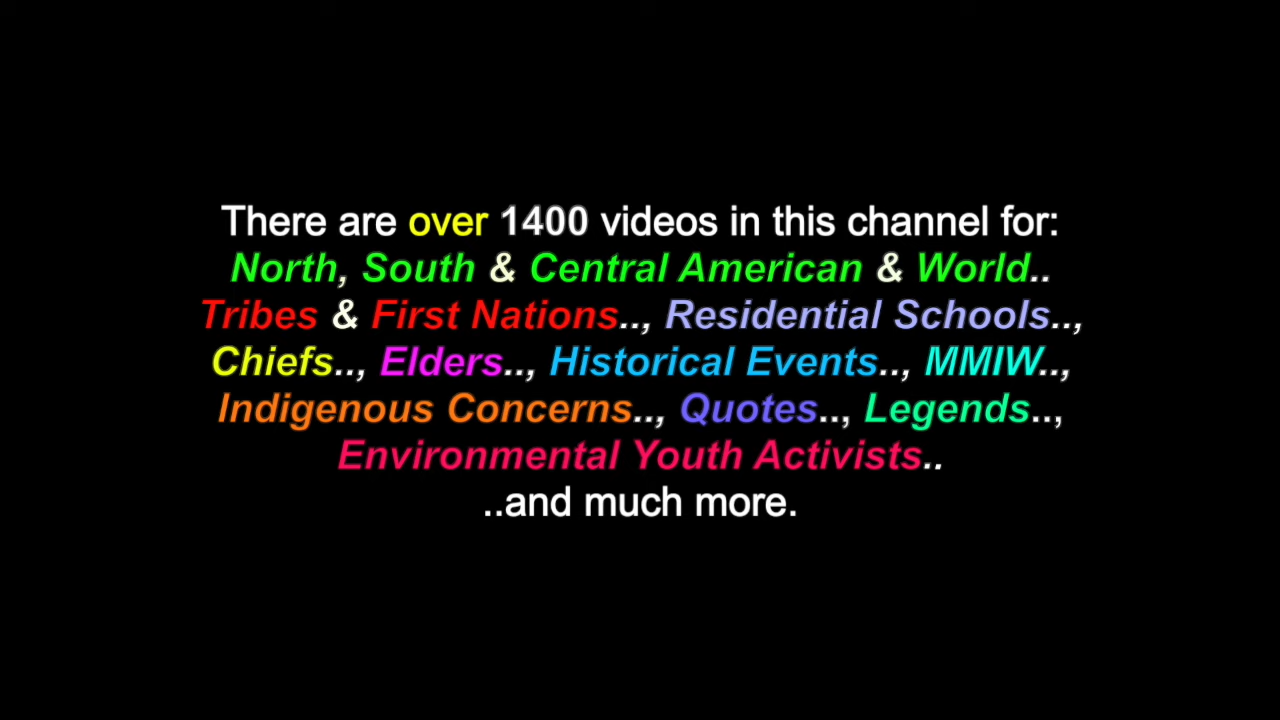 There are over 1400 videos in this channel for:
North, South & Central American & World..
Tribes & First Nations.., Residential Schools..,
Chiefs.., Elders.., Historical Events.., MMIW..,
Indigenous Concerns.., Quotes.., Legends..,
Environmental Youth Activists..
..and much more.